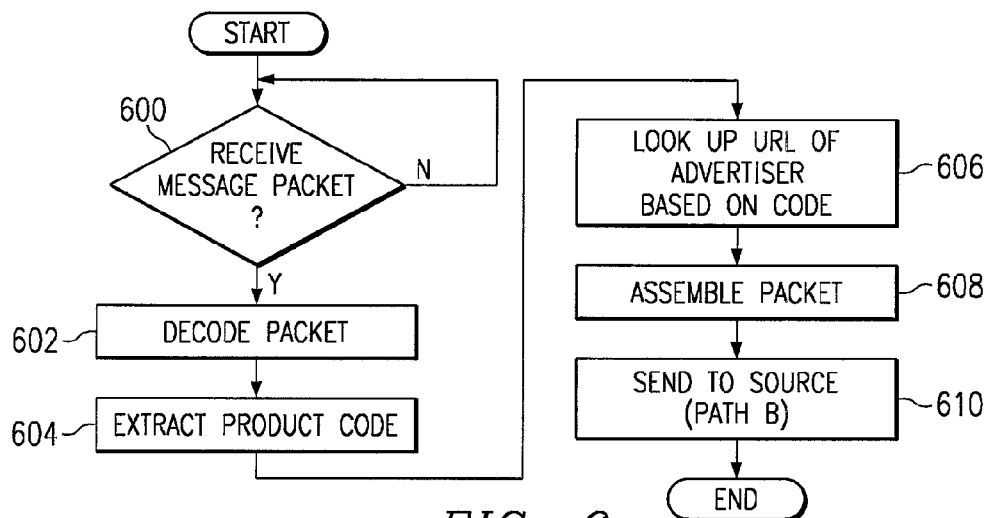 START
600
RECEIVE
MESSAGE PACKET
?
N
Y
602
DECODE PACKET
604
EXTRACT PRODUCT CODE
LOOK UP URL OF
ADVERTISER
BASED ON CODE
606
ASSEMBLE PACKET
608
SEND TO SOURCE
(PATH B)
610
END
FIG.